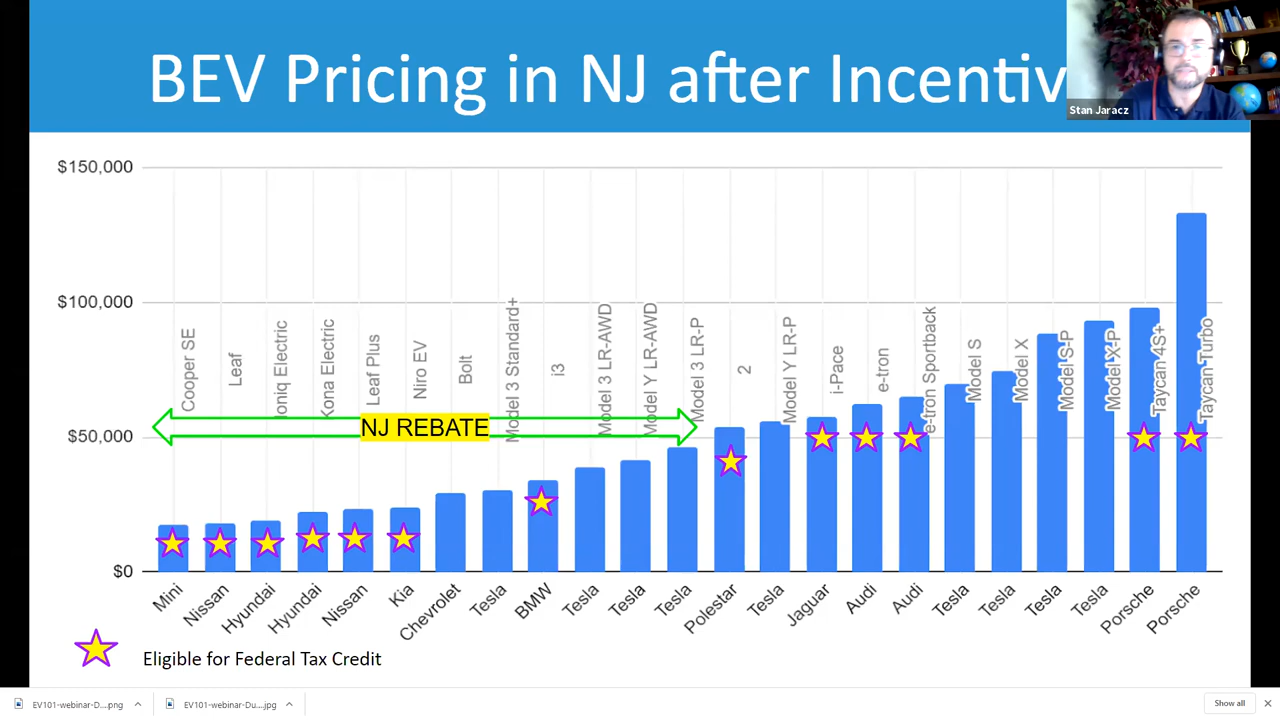 BEV Pricing in NJ after Incentiv
Stan Jaracz
$150,000
$100,000
$50,000
$0
Cooper SE
Leaf
Ioniq Electric
Kona Electric
Leaf Plus
Niro EV
Bolt
Model 3 Standard+
i3
Model 3 LR-AWD
Model Y LR-AWD
Model 3 LR-P
2
Model Y LR-P
i-Pace
e-tron
e-tron Sportback
Model S
Model X
Model S-P
Model X-P
Taycan 4S+
Taycan Turbo
NJ REBATE
Mini
Nissan
Hyundai
Hyundai
Nissan
Kia
Chevrolet
Tesla
BMW
Tesla
Tesla
Tesla
Polestar
Tesla
Jaguar
Audi
Audi
Tesla
Tesla
Tesla
Tesla
Porsche
Porsche
Eligible for Federal Tax Credit
EV101-webinar-D....png
EV101-webinar-Du....jpg
Show all